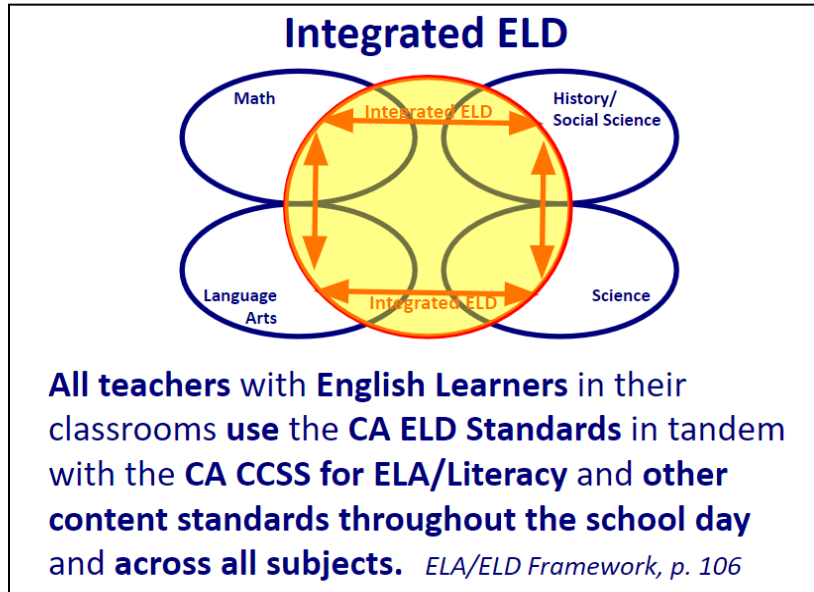 Integrated ELD
Math
Integrated ELD
History/
Social Science
Language
Arts
Integrated ELD
Science
All teachers with English Learners in their
classrooms use the CA ELD Standards in tandem
with the CA CCSS for ELA/Literacy and other
content standards throughout the school day
and across all subjects. ELA/ELD Framework, p. 106